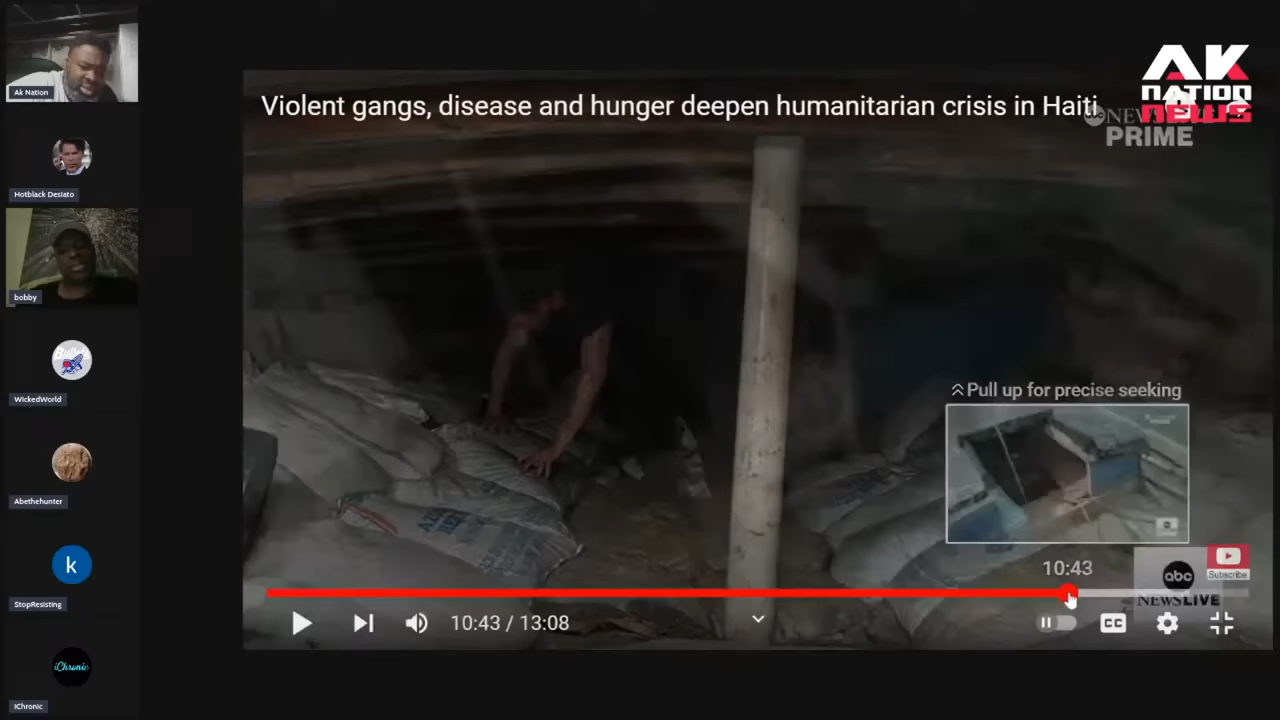 Ak Nation
Hotblack Desiato
bobby
Bullets
WickedWorld
Abethehunter
k
StopResisting
iChronic
iChronic
Violent gangs, disease and hunger deepen humanitarian crisis in Haiti
AK
NATION
NEWS
PRIME
Pull up for precise seeking
10:43
abc
NEWS LIVE
Subscribe
10:43 / 13:08
CC